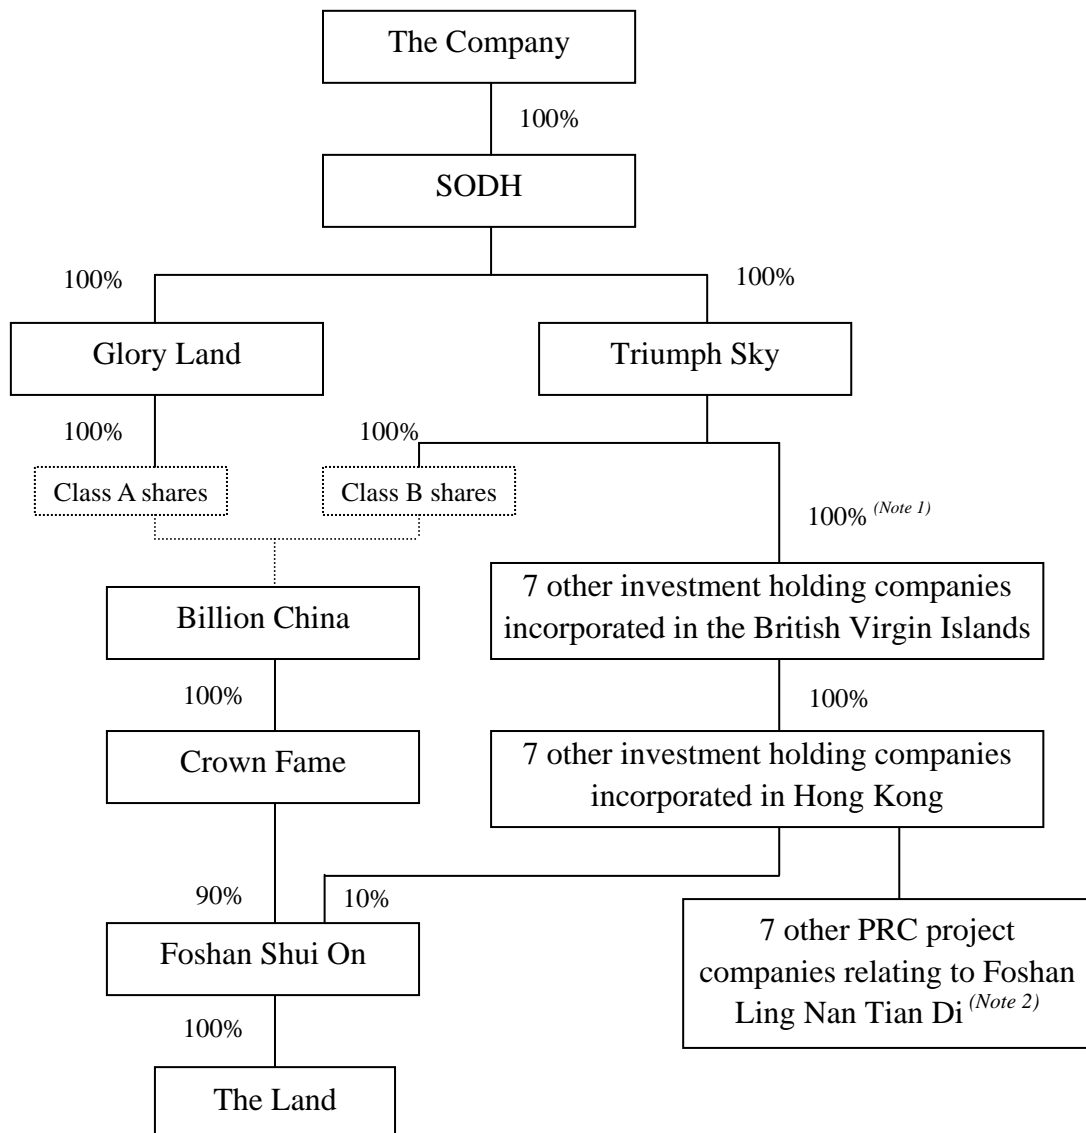 The Company
100%
SODH
100%
100%
Glory Land
Triumph Sky
100%
100%
Class A shares
Class B shares
100% (Note 1)
7 other investment holding companies
incorporated in the British Virgin Islands
Billion China
100%
100%
Crown Fame
7 other investment holding companies
incorporated in Hong Kong
90%
10%
Foshan Shui On
7 other PRC project
companies relating to Foshan
Ling Nan Tian Di (Note 2)
100%
The Land